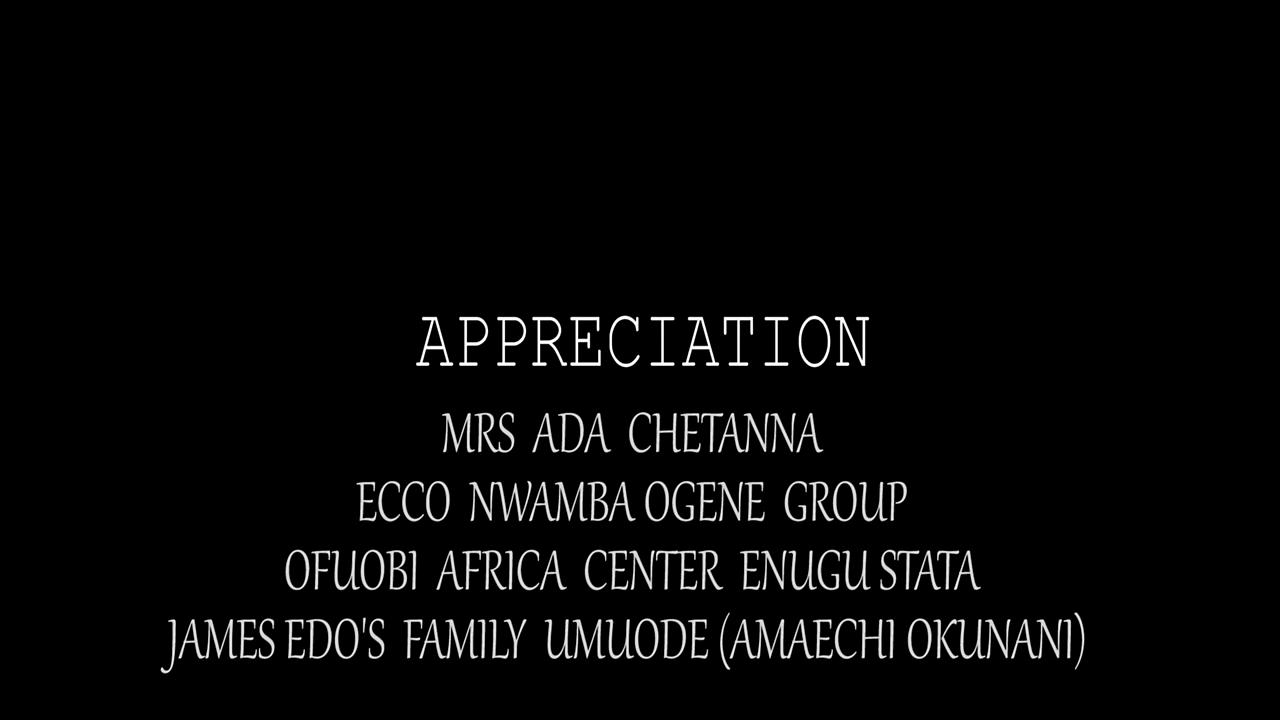 APPRECIATION
MRS ADA CHETANNA
ECCO NWAMBA OGENE GROUP
OFUOBI AFRICA CENTER ENUGU STATA
JAMES EDO'S FAMILY UMUODE (AMAECHI OKUNANI)